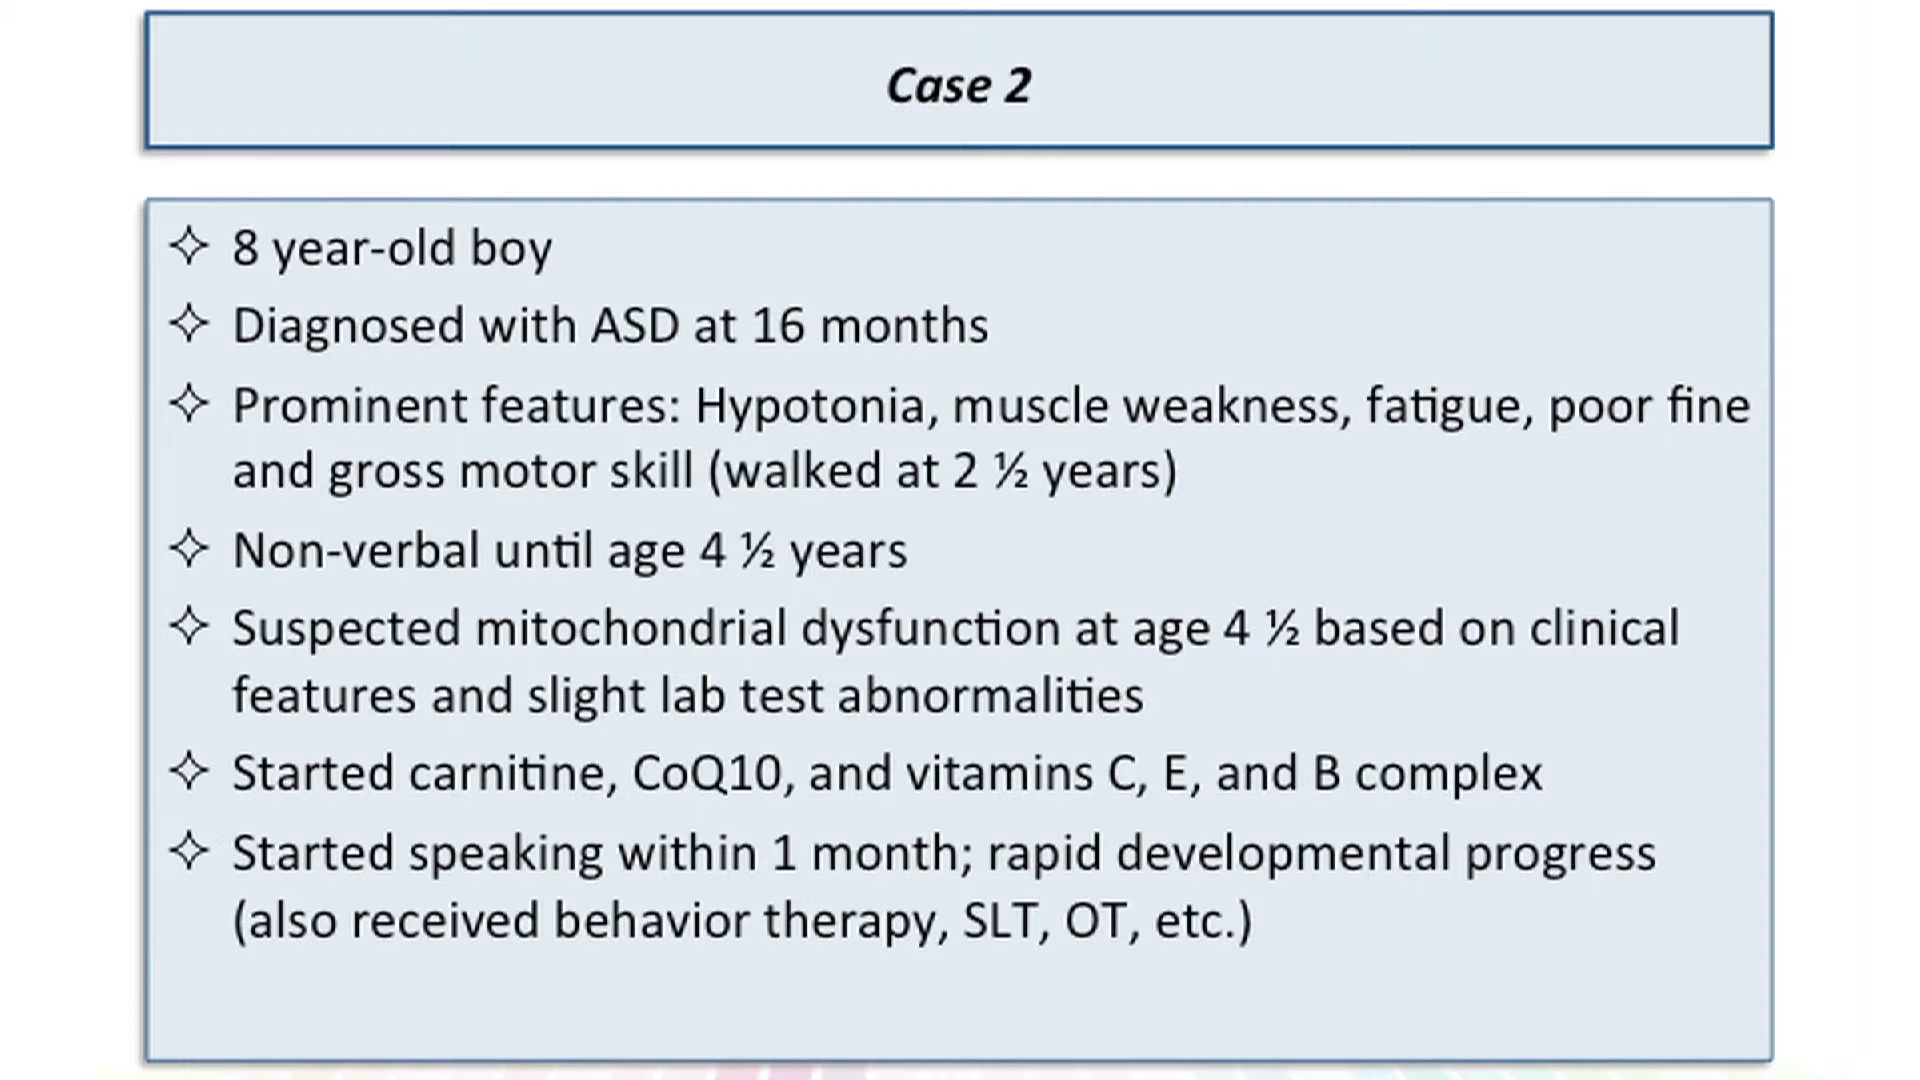 Case 2
✧ 8 year-old boy
✧ Diagnosed with ASD at 16 months
✧ Prominent features: Hypotonia, muscle weakness, fatigue, poor fine
and gross motor skill (walked at 2 ½ years)
✧ Non-verbal until age 4 ½ years
✧ Suspected mitochondrial dysfunction at age 4 ½ based on clinical
features and slight lab test abnormalities
✧ Started carnitine, CoQ10, and vitamins C, E, and B complex
✧ Started speaking within 1 month; rapid developmental progress
(also received behavior therapy, SLT, OT, etc.)